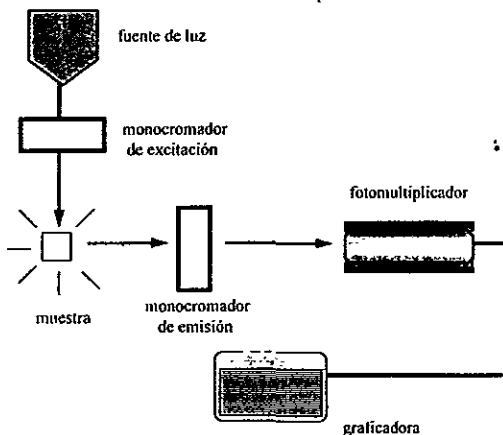 fuente de luz
monocromador
de excitación
fotomultiplicador
muestra
monocromador
de emisión
graficadora